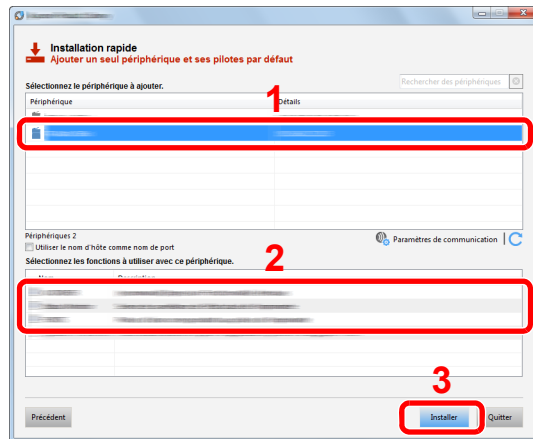 Installation rapide
Ajouter un seul périphérique et ses pilotes par défaut
Sélectionnez le périphérique à ajouter.
Rechercher des périphériques
1
Périphérique Détails
Périphériques 2
Paramètres de communication
Utiliser le nom d'hôte comme nom de port
2
Sélectionnez les fonctions à utiliser avec ce périphérique.
Nom Description
3
Précédent Installer Quitter